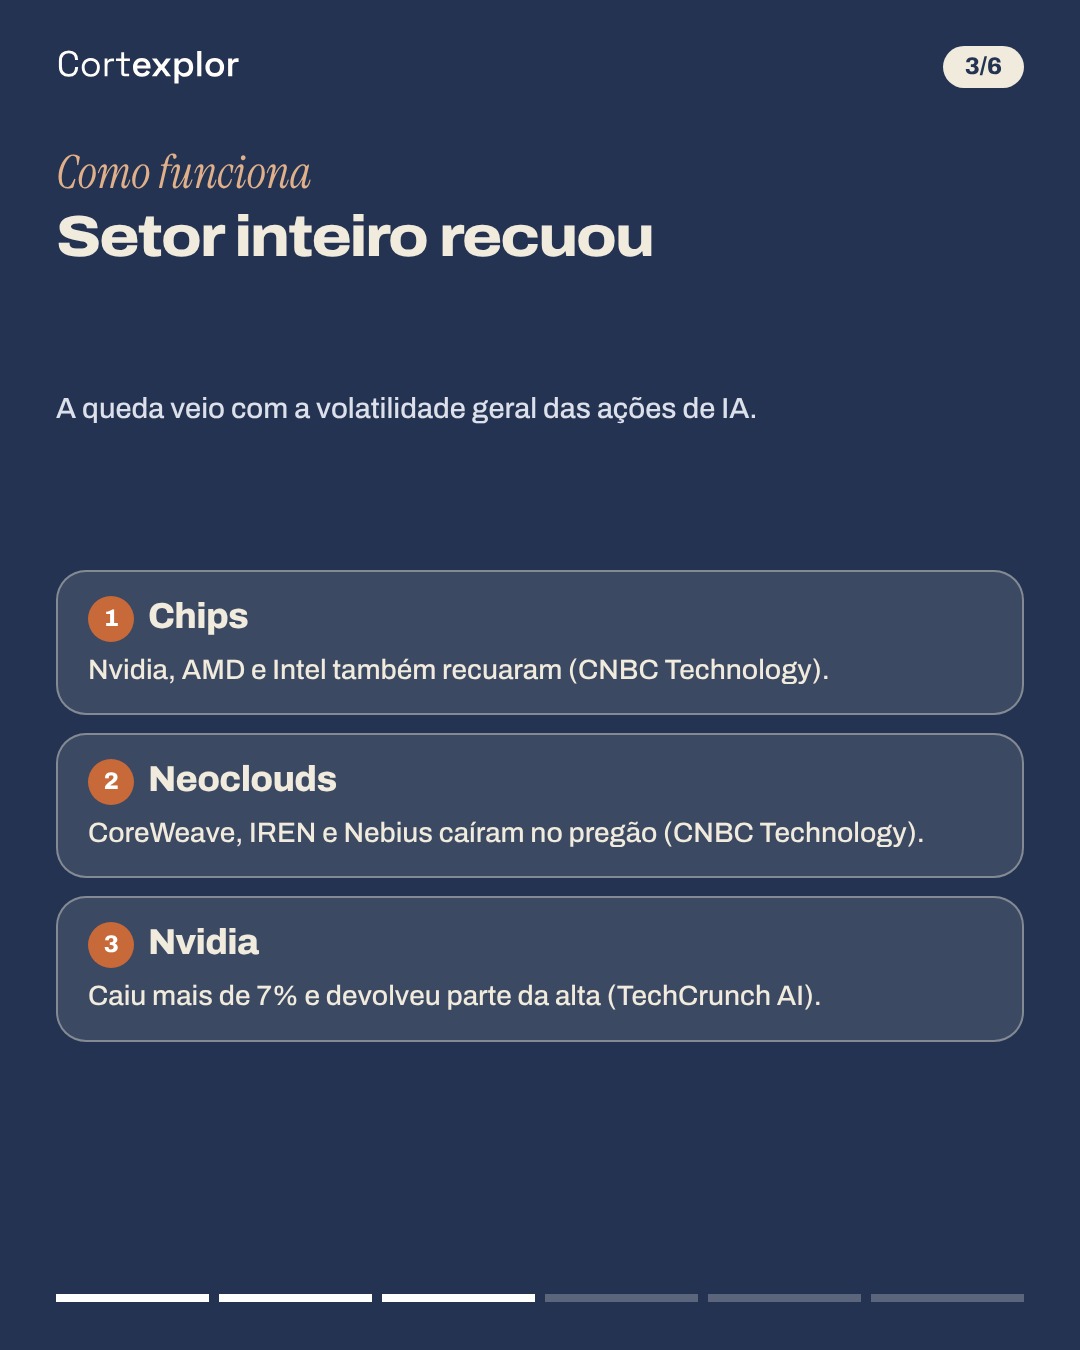 Cortexplor
3/6
Como funciona
Setor inteiro recuou
A queda veio com a volatilidade geral das ações de IA.
1 Chips
Nvidia, AMD e Intel também recuaram (CNBC Technology).
2 Neoclouds
CoreWeave, IREN e Nebius caíram no pregão (CNBC Technology).
3 Nvidia
Caiu mais de 7% e devolveu parte da alta (TechCrunch AI).